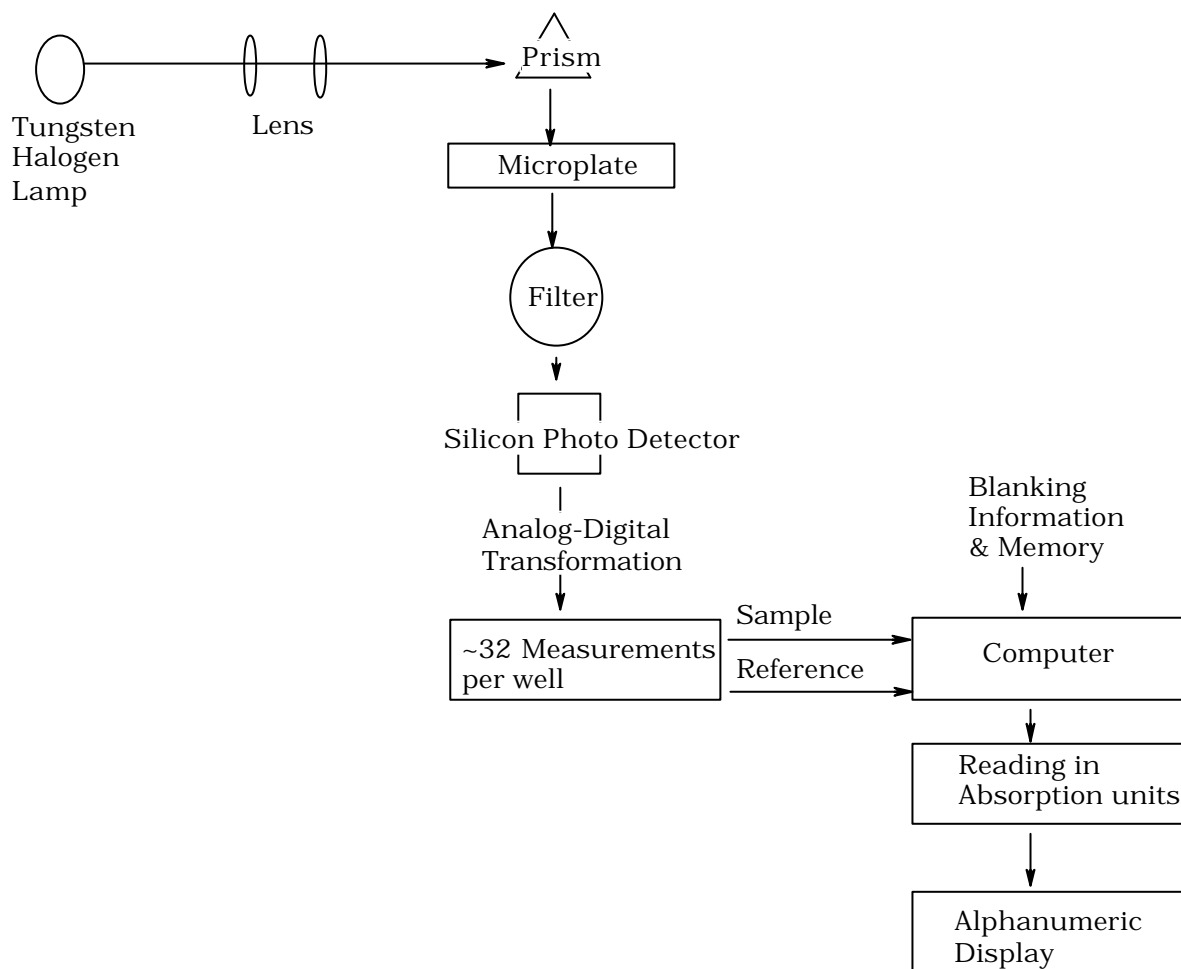 Prism
Tungsten
Halogen
Lamp
Lens
Microplate
Filter
Silicon Photo Detector
Analog-Digital
Transformation
Blanking
Information
& Memory
~32 Measurements
per well
Sample
Reference
Computer
Reading in
Absorption units
Alphanumeric
Display